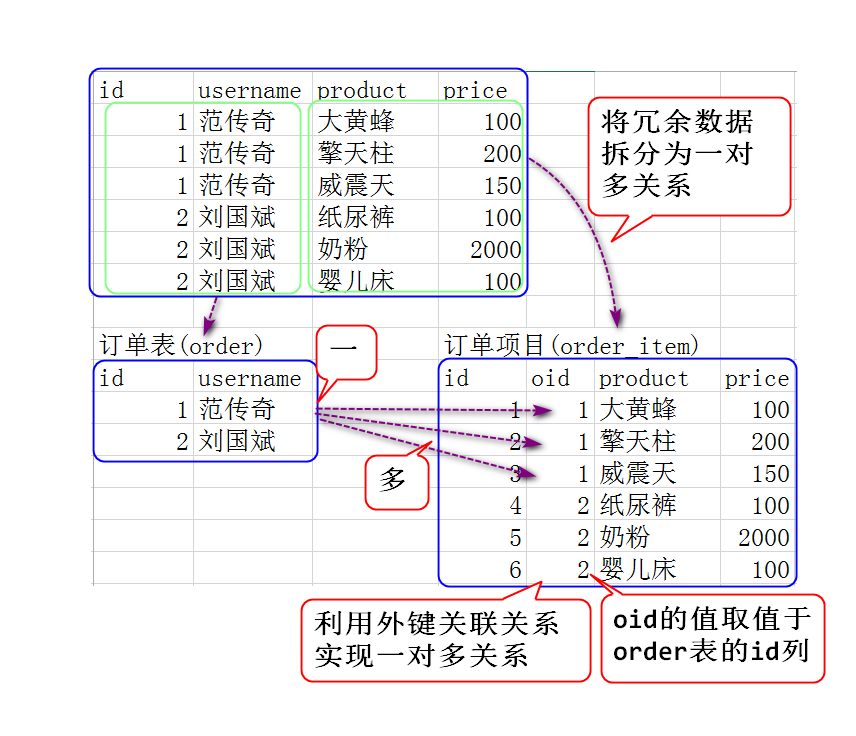 id username product price
1 范传奇 大黄蜂 100
1 范传奇 擎天柱 200
1 范传奇 威震天 150
2 刘国斌 纸尿裤 100
2 刘国斌 奶粉 2000
2 刘国斌 婴儿床 100
将冗余数据
拆分为一对
多关系
订单表(order)
id username
1 范传奇
2 刘国斌
一
多
订单项目(order_item)
id oid product price
1 1 大黄蜂 100
2 1 擎天柱 200
3 1 威震天 150
4 2 纸尿裤 100
5 2 奶粉 2000
6 2 婴儿床 100
利用外键关联关系
实现一对多关系
oid的值取值于
order表的id列